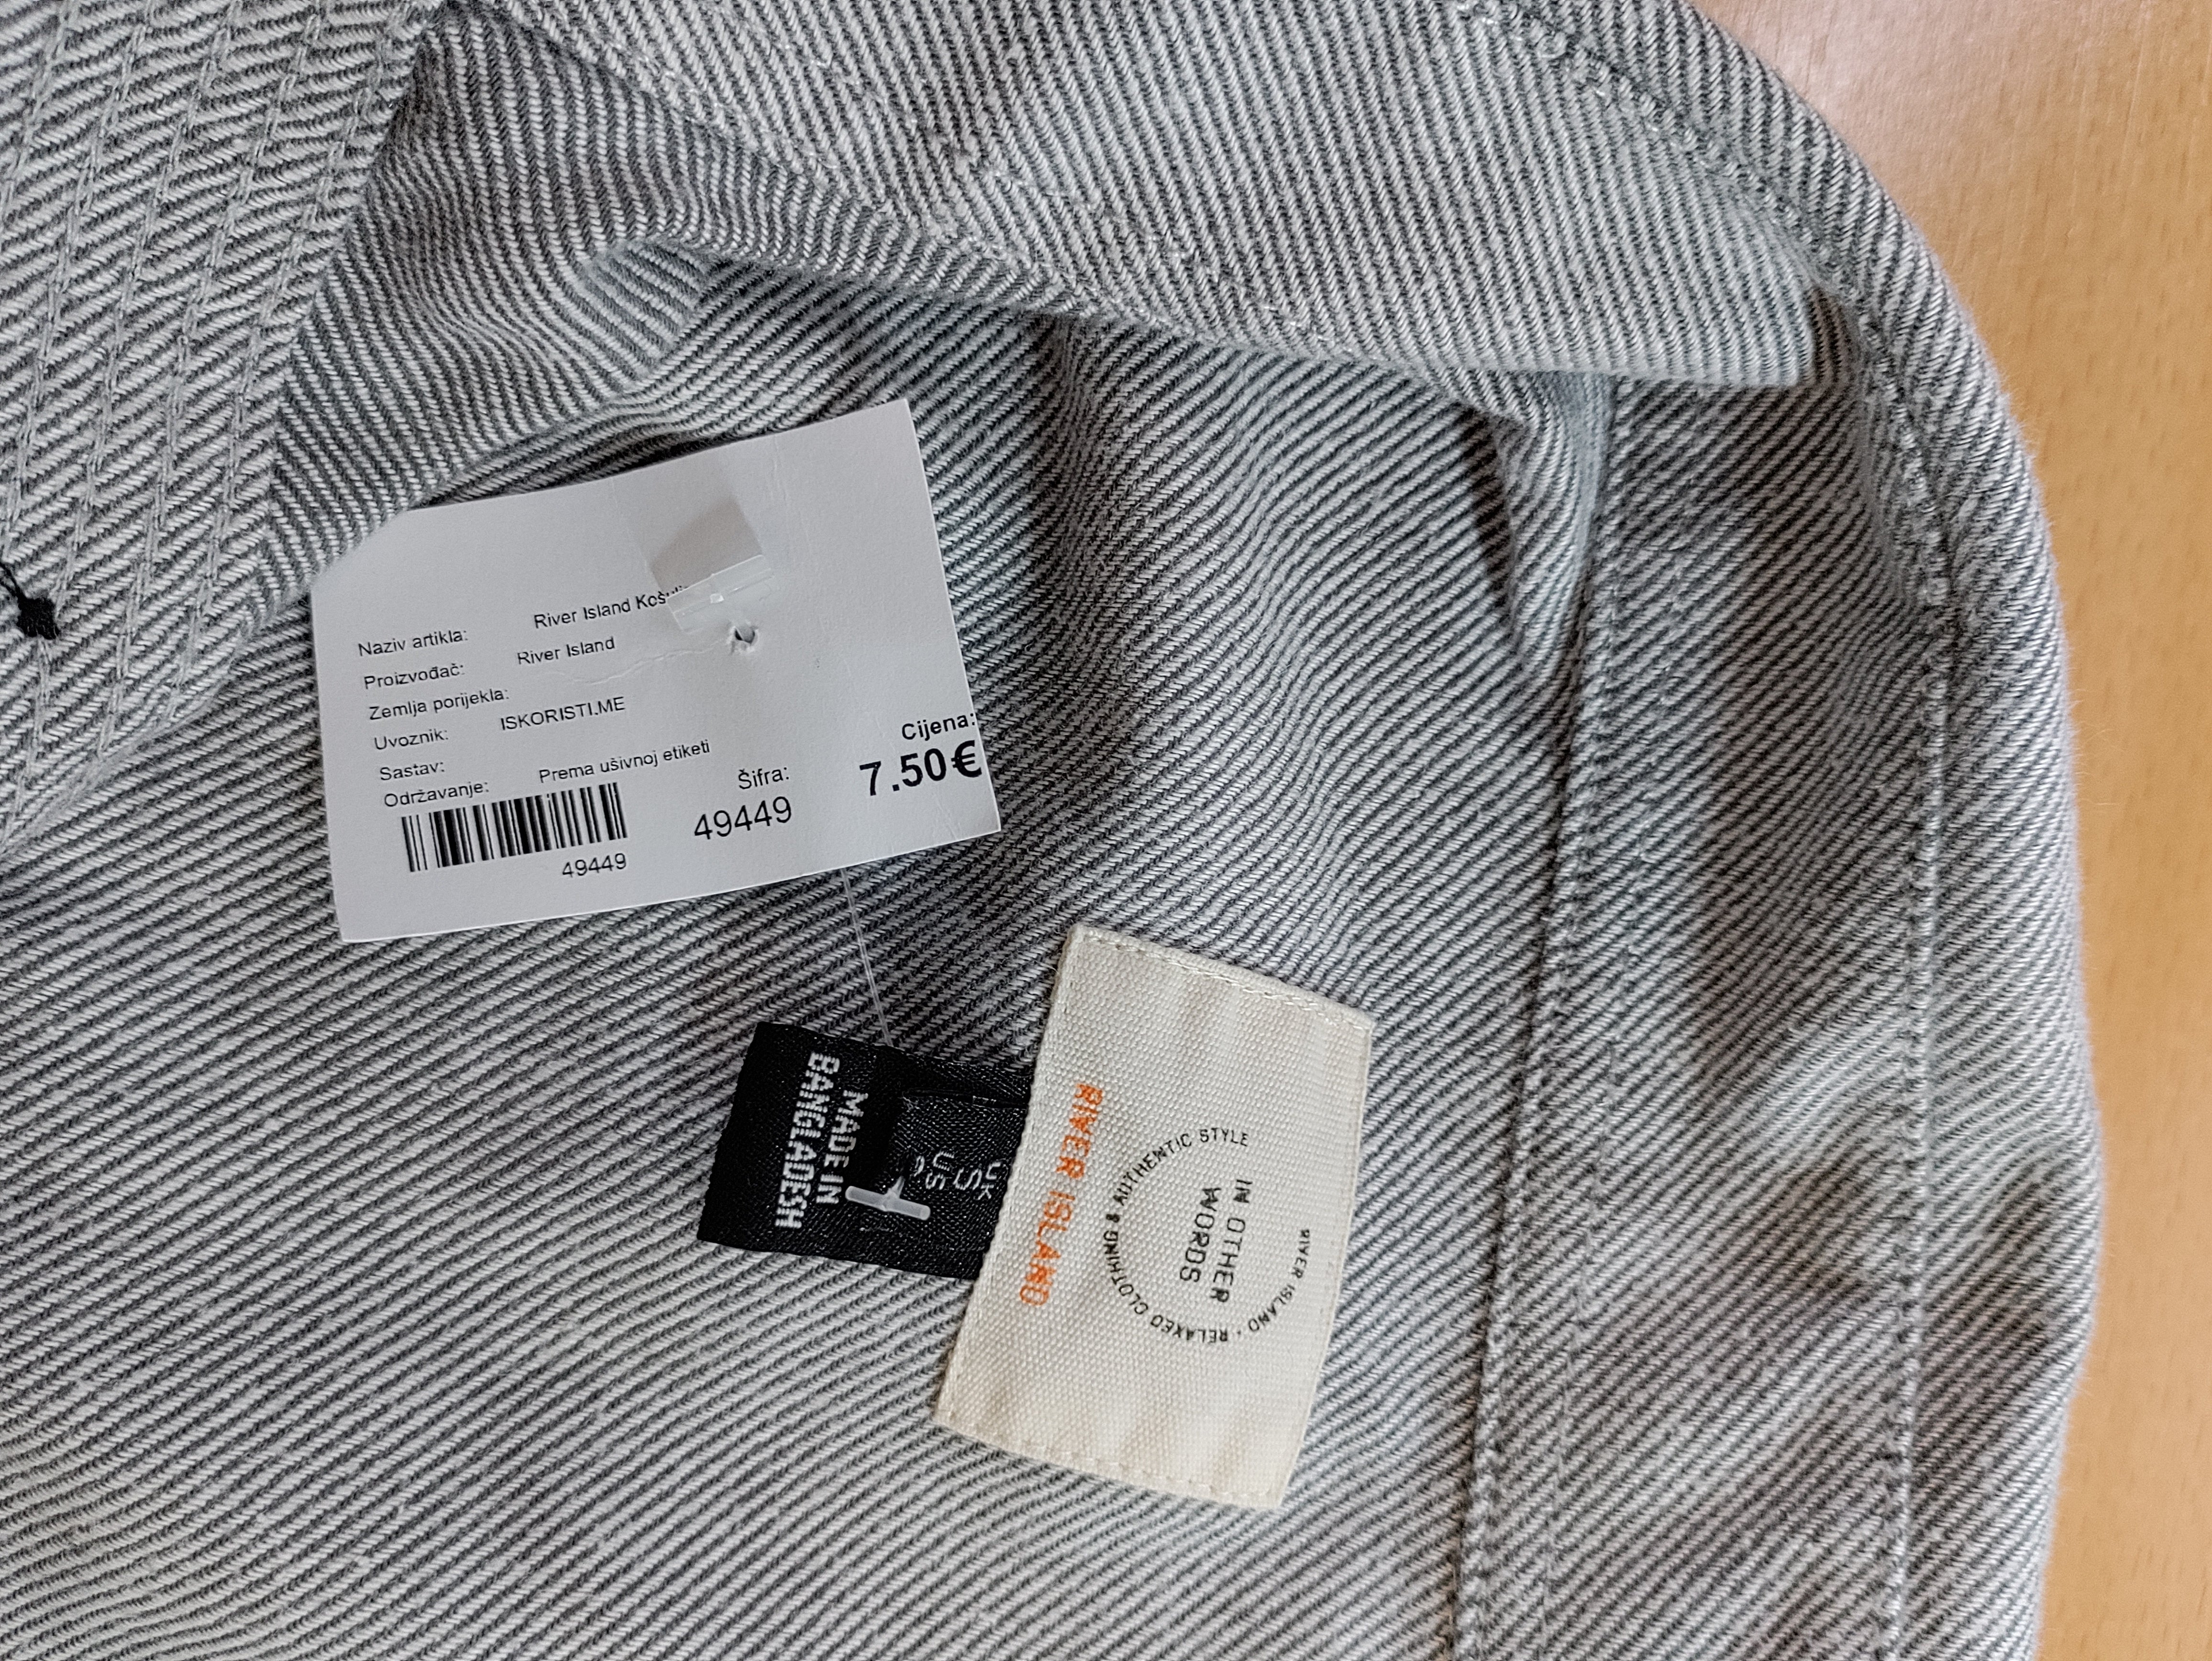 Naziv artikla: River Island
Proizvođač: River Island
Zemlja porijekla:
Uvoznik: ISKORISTI.ME
Sastav:
Održavanje: Prema ušivnoj etiketi
49449
Šifra:
49449
Cijena:
7.50€
MADE IN
BANGLADESH
UK
US
RIVER ISLAND
IN OTHER
WORDS
RIVER ISLAND · RELAXED CLOTHING & AUTHENTIC STYLE